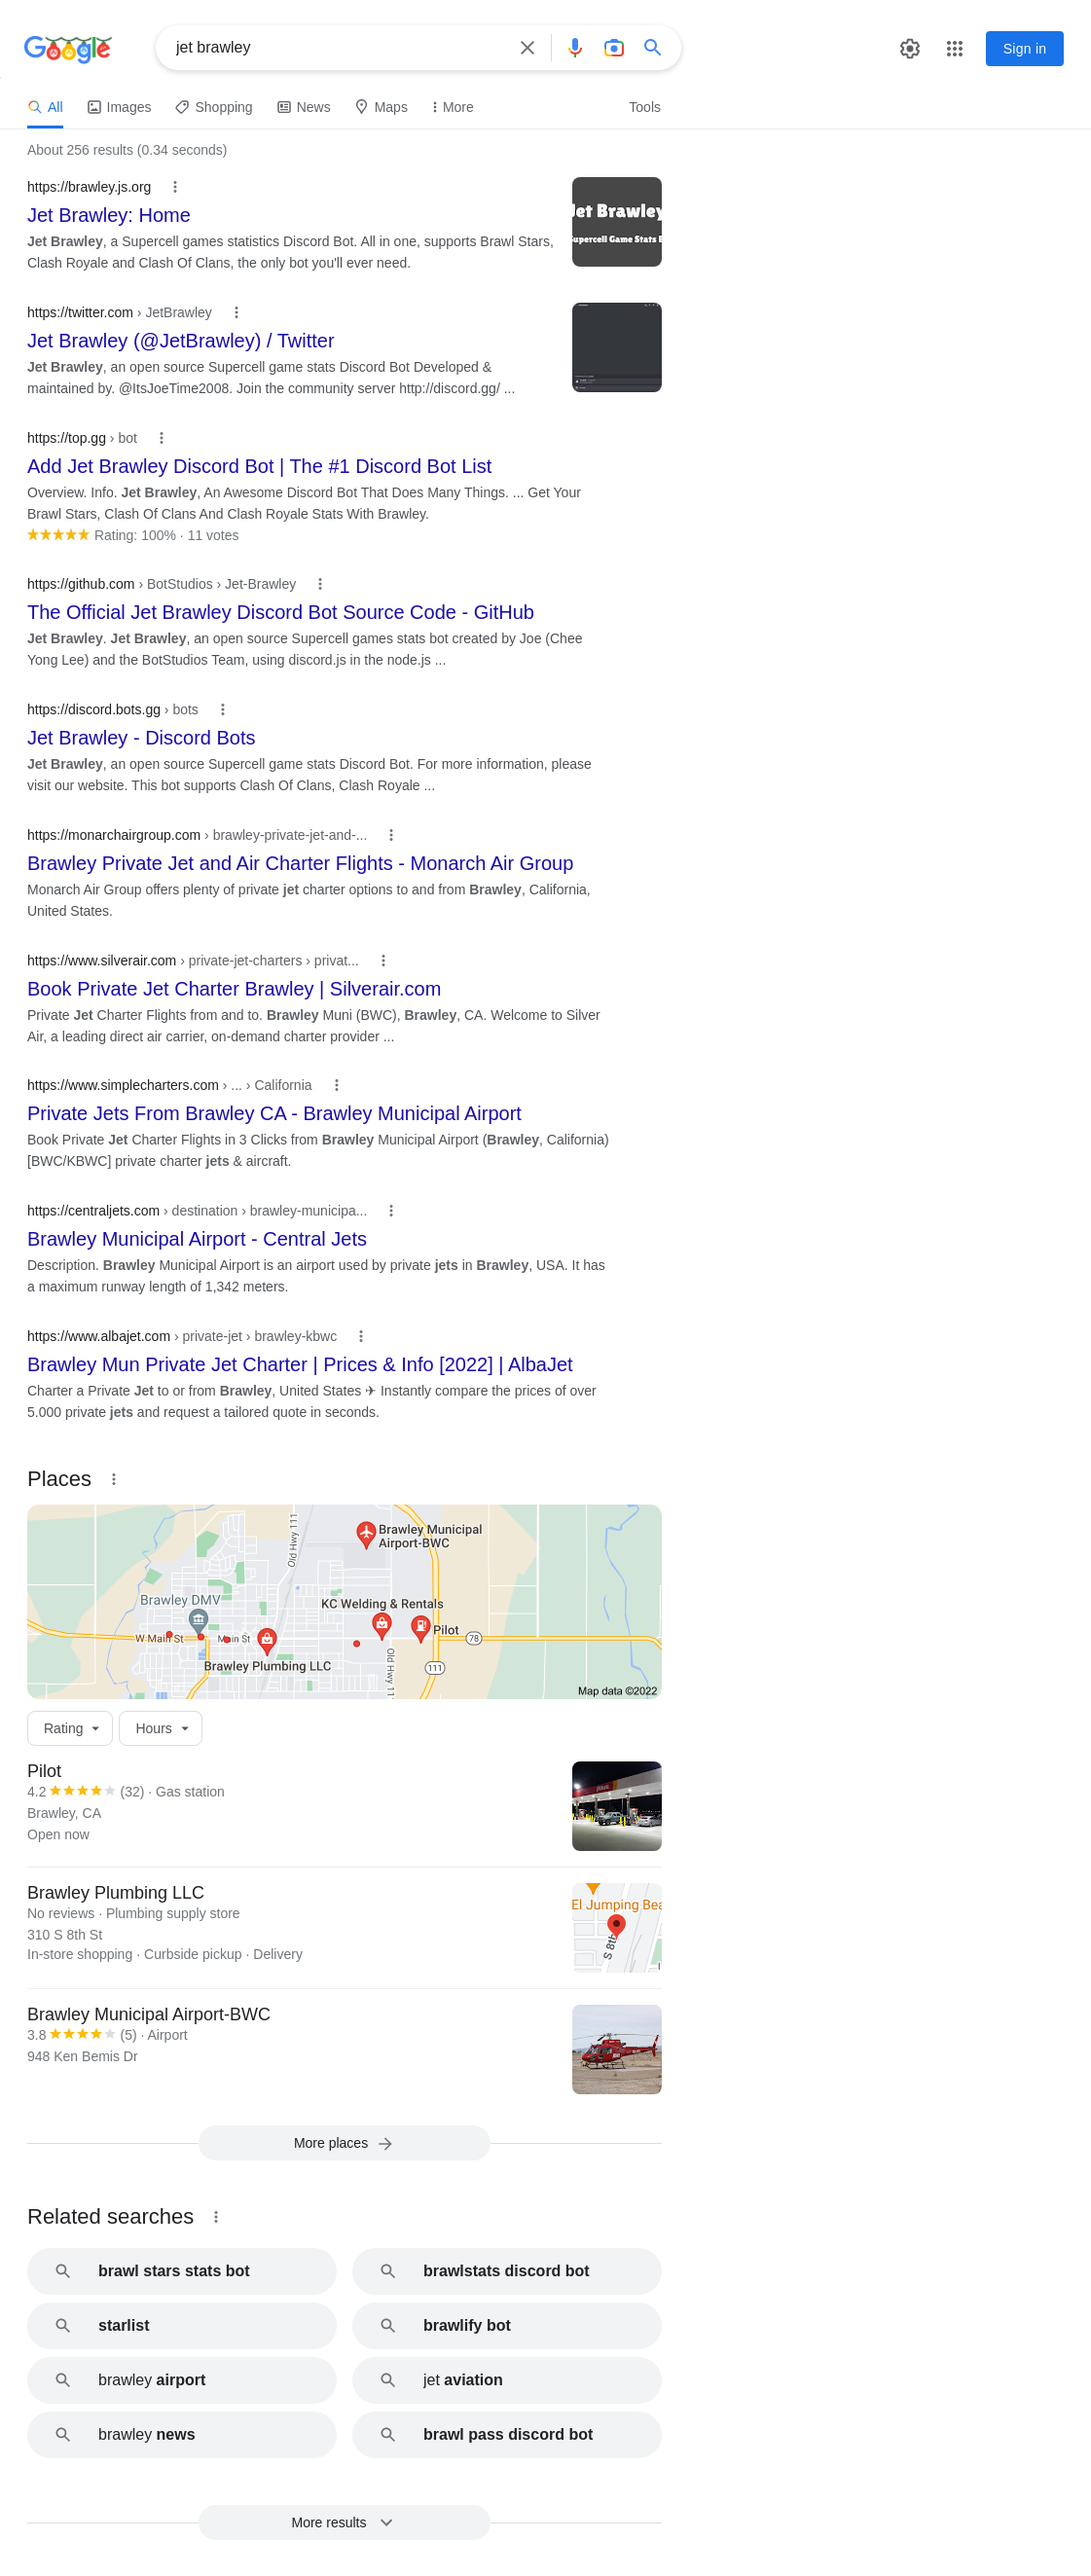 Google
jet brawley
Sign in
All
Images
Shopping
News
Maps
More
Tools
About 256 results (0.34 seconds)
https://brawley.js.org
Jet Brawley: Home
Jet Brawley, a Supercell games statistics Discord Bot. All in one, supports Brawl Stars,
Clash Royale and Clash Of Clans, the only bot you'll ever need.
Jet Brawley
Supercell Game Stats
https://twitter.com › JetBrawley
Jet Brawley (@JetBrawley) / Twitter
Jet Brawley, an open source Supercell game stats Discord Bot Developed &
maintained by. @ItsJoeTime2008. Join the community server http://discord.gg/ ...
https://top.gg › bot
Add Jet Brawley Discord Bot | The #1 Discord Bot List
Overview. Info. Jet Brawley, An Awesome Discord Bot That Does Many Things. ... Get Your
Brawl Stars, Clash Of Clans And Clash Royale Stats With Brawley.
Rating: 100% · 11 votes
https://github.com › BotStudios › Jet-Brawley
The Official Jet Brawley Discord Bot Source Code - GitHub
Jet Brawley. Jet Brawley, an open source Supercell games stats bot created by Joe (Chee
Yong Lee) and the BotStudios Team, using discord.js in the node.js ...
https://discord.bots.gg › bots
Jet Brawley - Discord Bots
Jet Brawley, an open source Supercell game stats Discord Bot. For more information, please
visit our website. This bot supports Clash Of Clans, Clash Royale ...
https://monarchairgroup.com › brawley-private-jet-and-...
Brawley Private Jet and Air Charter Flights - Monarch Air Group
Monarch Air Group offers plenty of private jet charter options to and from Brawley, California,
United States.
https://www.silverair.com › private-jet-charters › privat...
Book Private Jet Charter Brawley | Silverair.com
Private Jet Charter Flights from and to. Brawley Muni (BWC), Brawley, CA. Welcome to Silver
Air, a leading direct air carrier, on-demand charter provider ...
https://www.simplecharters.com › ... › California
Private Jets From Brawley CA - Brawley Municipal Airport
Book Private Jet Charter Flights in 3 Clicks from Brawley Municipal Airport (Brawley, California)
[BWC/KBWC] private charter jets & aircraft.
https://centraljets.com › destination › brawley-municipa...
Brawley Municipal Airport - Central Jets
Description. Brawley Municipal Airport is an airport used by private jets in Brawley, USA. It has
a maximum runway length of 1,342 meters.
https://www.albajet.com › private-jet › brawley-kbwc
Brawley Mun Private Jet Charter | Prices & Info [2022] | AlbaJet
Charter a Private Jet to or from Brawley, United States ✈ Instantly compare the prices of over
5.000 private jets and request a tailored quote in seconds.
Places
Old Hwy 111
Brawley Municipal
Airport-BWC
Brawley DMV
KC Welding & Rentals
Pilot
W Main St
Main St
78
Brawley Plumbing LLC
Old Hwy 11
111
Map data ©2022
Rating
Hours
Pilot
4.2 (32) · Gas station
Brawley, CA
Open now
Brawley Plumbing LLC
No reviews · Plumbing supply store
310 S 8th St
In-store shopping · Curbside pickup · Delivery
El Jumping Bea
S 8th
Brawley Municipal Airport-BWC
3.8 (5) · Airport
948 Ken Bemis Dr
More places
Related searches
brawl stars stats bot
brawlstats discord bot
starlist
brawlify bot
brawley airport
jet aviation
brawley news
brawl pass discord bot
More results